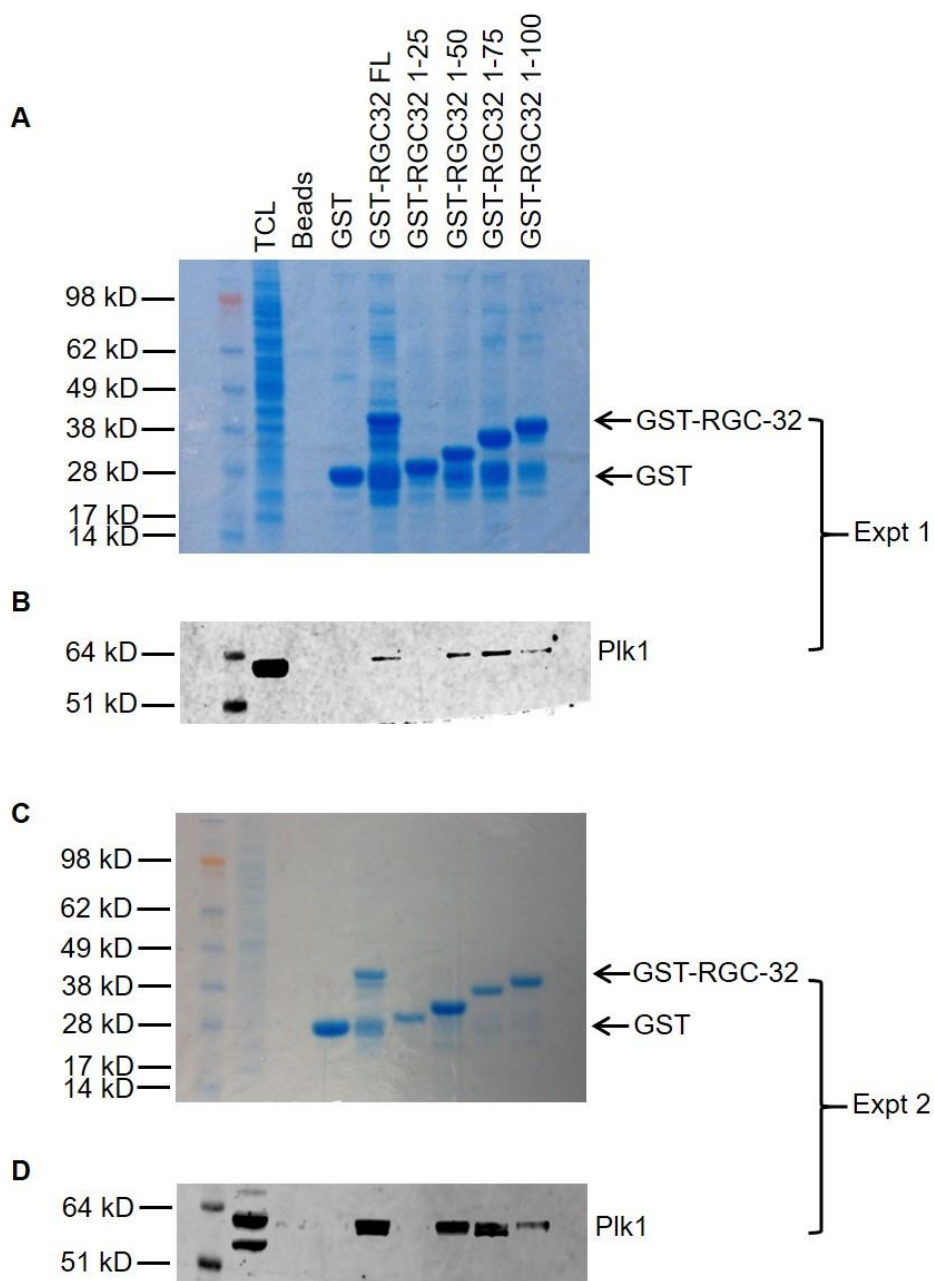 A
TCL
Beads
GST
GST-RGC32 FL
GST-RGC32 1-25
GST-RGC32 1-50
GST-RGC32 1-75
GST-RGC32 1-100
98 kD
62 kD
49 kD
38 kD
28 kD
17 kD
14 kD
GST-RGC-32
GST
Expt 1
B
64 kD
51 kD
Plk1
C
98 kD
62 kD
49 kD
38 kD
28 kD
17 kD
14 kD
GST-RGC-32
GST
Expt 2
D
64 kD
51 kD
Plk1